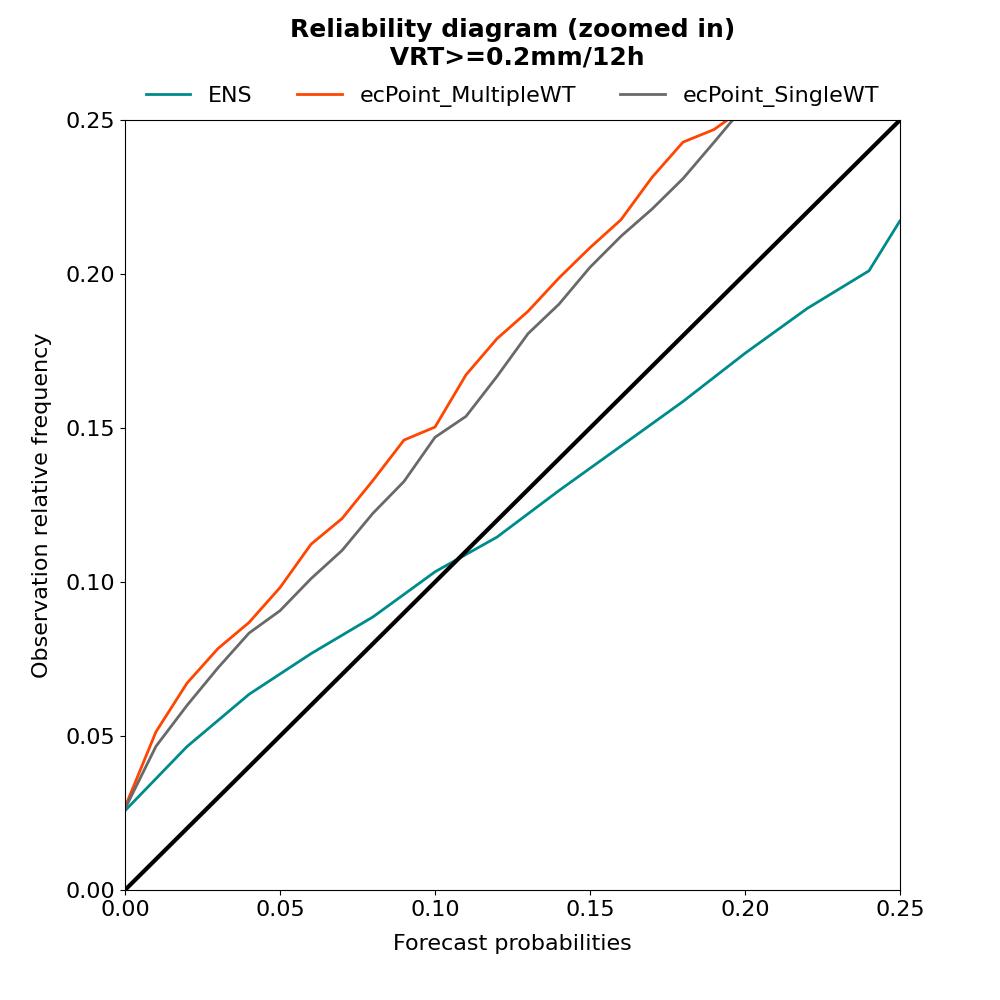 Reliability diagram (zoomed in)
VRT>=0.2mm/12h
ENS ecPoint_MultipleWT ecPoint_SingleWT
0.25
0.20
0.15
0.10
0.05
0.00
Observation relative frequency
0.00 0.05 0.10 0.15 0.20 0.25
Forecast probabilities